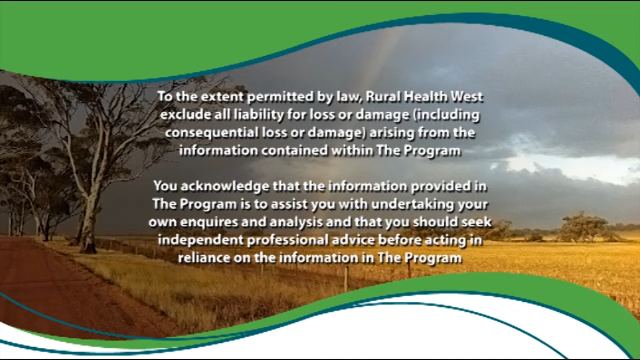 To the extent permitted by law, Rural Health West
exclude all liability for loss or damage (including
consequential loss or damage) arising from the
information contained within The Program
You acknowledge that the information provided in
The Program is to assist you with undertaking your
own enquires and analysis and that you should seek
independent professional advice before acting in
reliance on the information in The Program